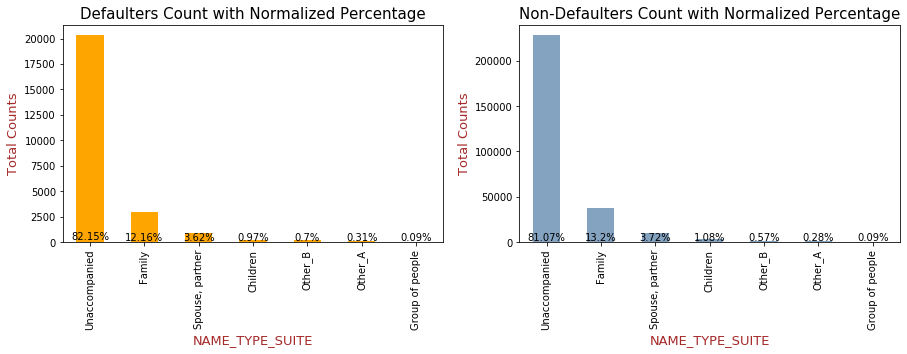 Defaulters Count with Normalized Percentage
Total Counts
20000
17500
15000
12500
10000
7500
5000
2500
0
82.15%
12.16%
3.62%
0.97%
0.7%
0.31%
0.09%
Unaccompanied
Family
Spouse, partner
Children
Other_B
Other_A
Group of people
NAME_TYPE_SUITE
Non-Defaulters Count with Normalized Percentage
Total Counts
200000
150000
100000
50000
0
81.07%
13.2%
3.72%
1.08%
0.57%
0.28%
0.09%
Unaccompanied
Family
Spouse, partner
Children
Other_B
Other_A
Group of people
NAME_TYPE_SUITE